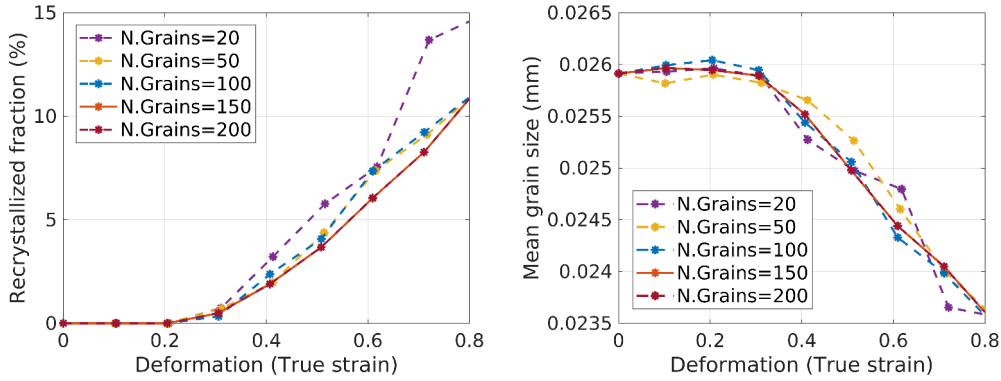 15
10
5
0
Recrystallized fraction (%)
N.Grains=20
N.Grains=50
N.Grains=100
N.Grains=150
N.Grains=200
0 0.2 0.4 0.6 0.8
Deformation (True strain)
0.0265
0.026
0.0255
0.025
0.0245
0.024
0.0235
Mean grain size (mm)
N.Grains=20
N.Grains=50
N.Grains=100
N.Grains=150
N.Grains=200
0 0.2 0.4 0.6 0.8
Deformation (True strain)